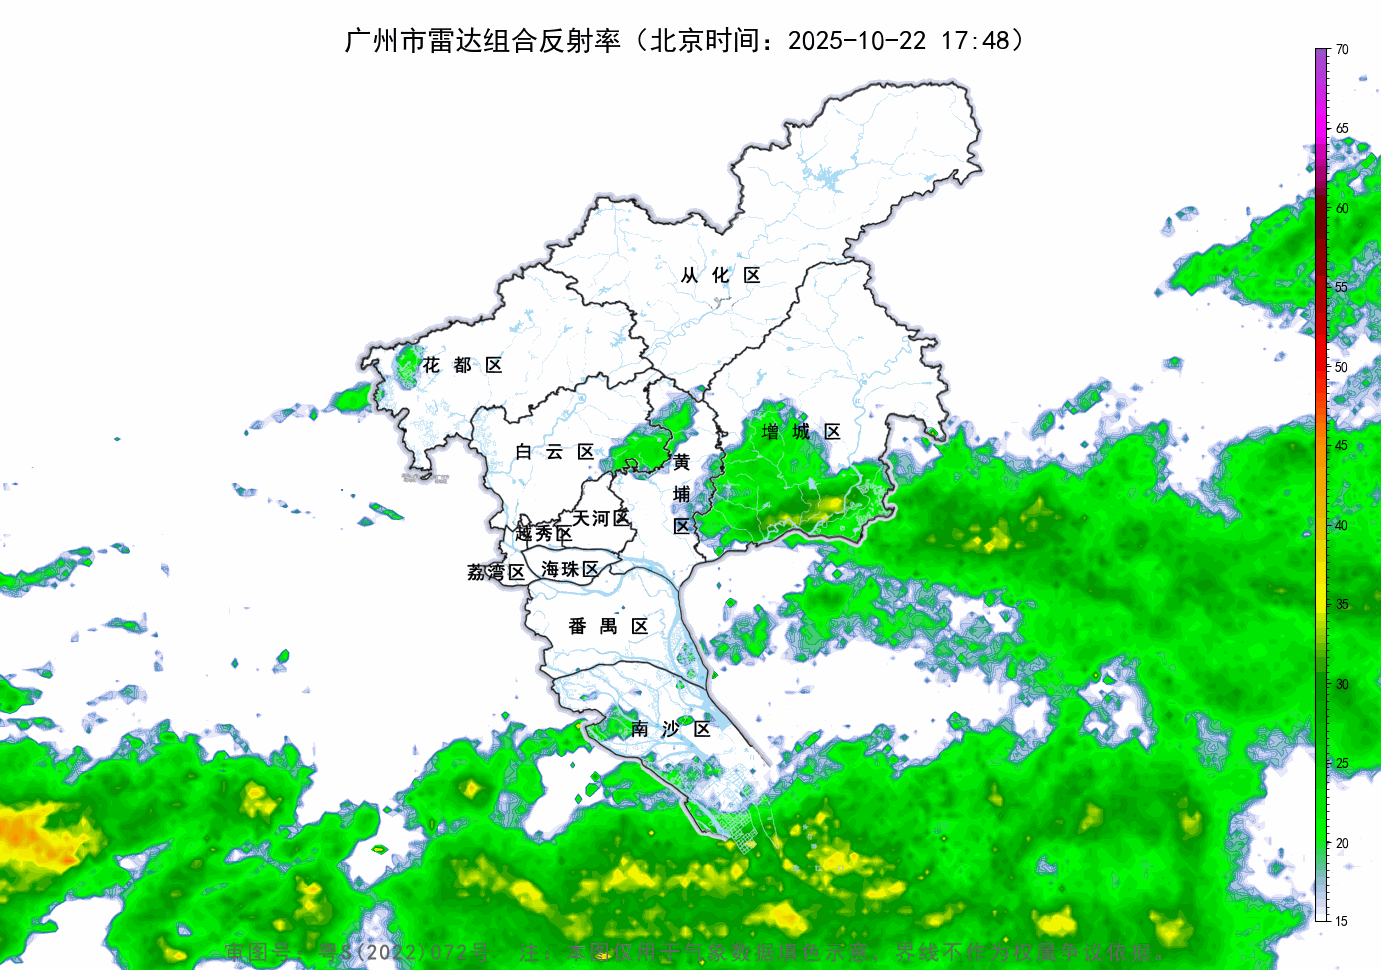 广州市雷达组合反射率（北京时间：2025-10-22 17:48）
70
65
60
55
50
45
40
35
30
25
20
15
从化区
花都区
增城区
白云区
黄埔区
天河区
越秀区
荔湾区
海珠区
番禺区
南沙区
审图号：粤S(2022)072号 注：本图仅用于气象数据填色示意，界线不作为权属争议依据。